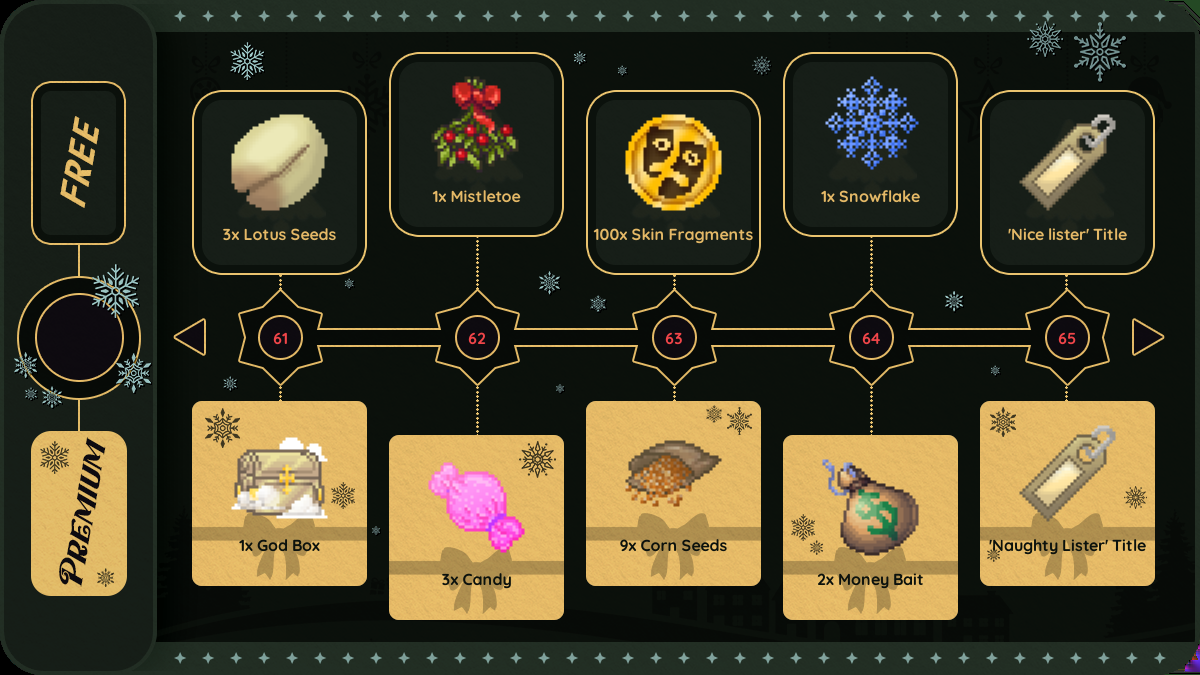 FREE
3x Lotus Seeds
1x Mistletoe
100x Skin Fragments
1x Snowflake
'Nice lister' Title
61
62
63
64
65
PREMIUM
1x God Box
3x Candy
9x Corn Seeds
2x Money Bait
'Naughty Lister' Title